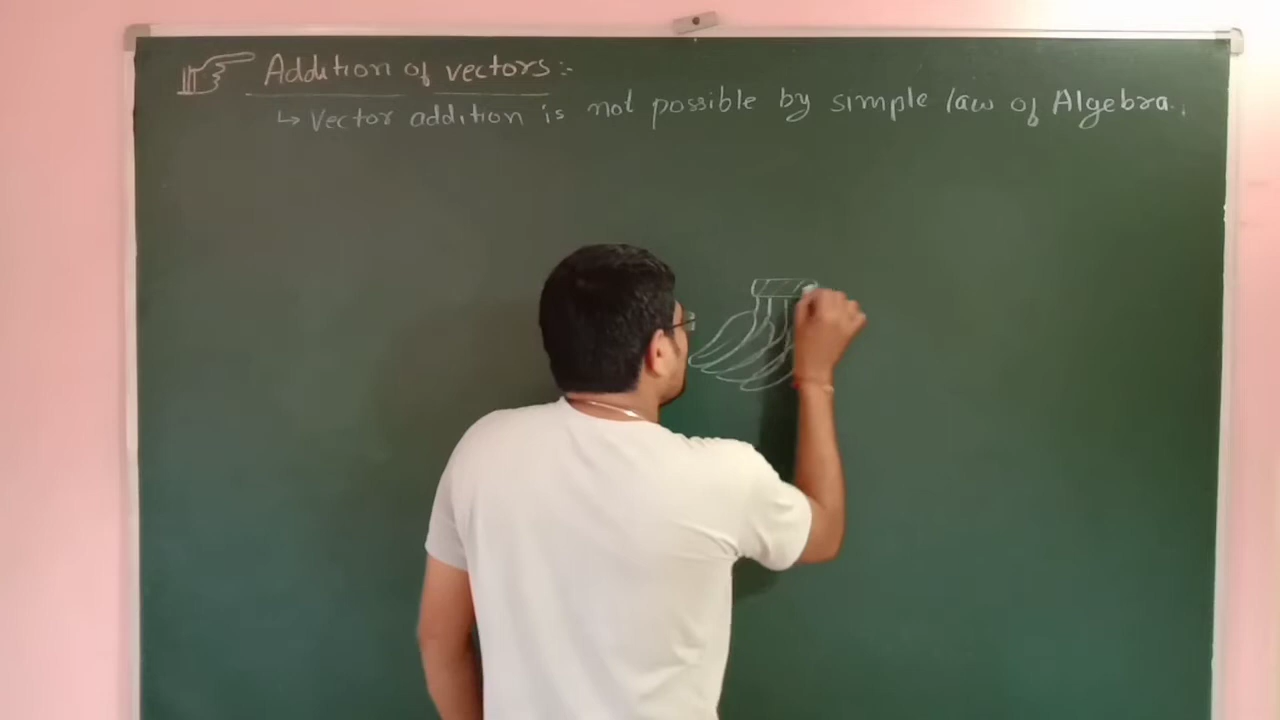 Addition of vectors :-
↳ Vector addition is not possible by simple law of Algebra.